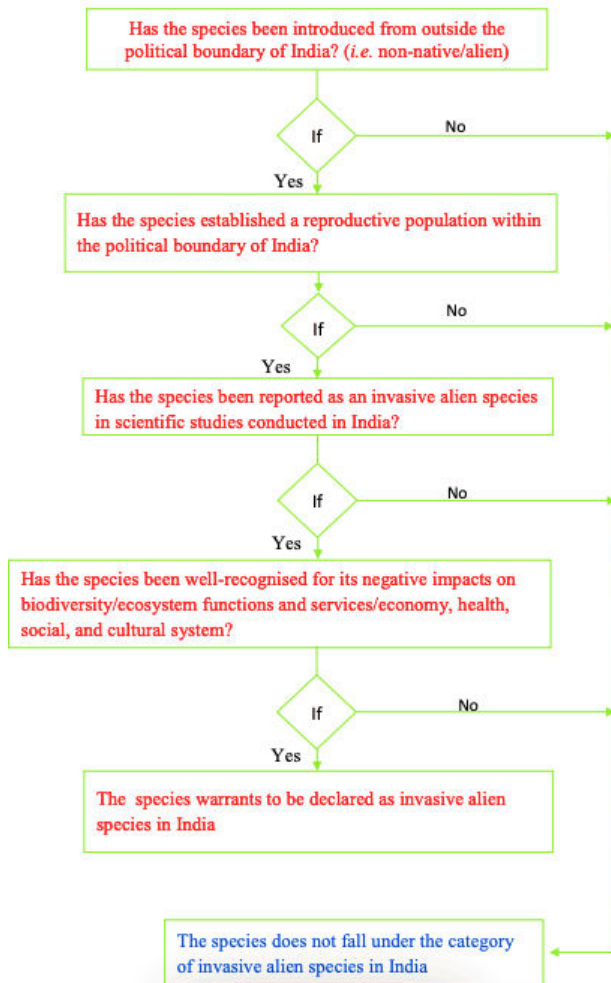 Has the species been introduced from outside the
political boundary of India? (i.e. non-native/alien)
If
No
Yes
Has the species established a reproductive population within
the political boundary of India?
If
No
Yes
Has the species been reported as an invasive alien species
in scientific studies conducted in India?
If
No
Yes
Has the species been well-recognised for its negative impacts on
biodiversity/ecosystem functions and services/economy, health,
social, and cultural system?
If
No
Yes
The species warrants to be declared as invasive alien
species in India
The species does not fall under the category
of invasive alien species in India